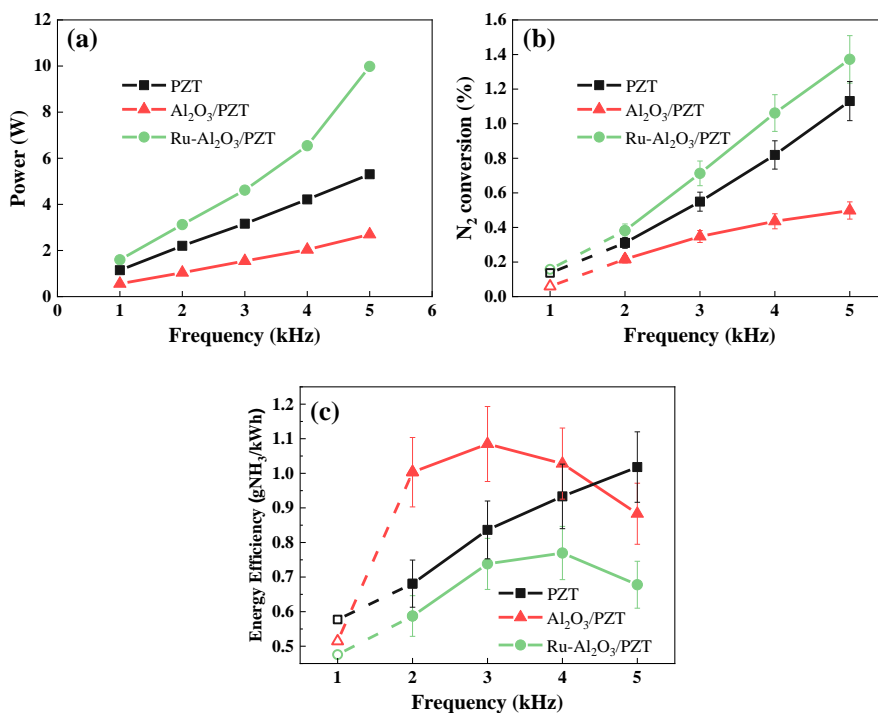 (a)
12
10
8
6
4
2
0
Power (W)
PZT
Al₂O₃/PZT
Ru-Al₂O₃/PZT
0 1 2 3 4 5 6
Frequency (kHz)
(b)
1.6
1.4
1.2
1.0
0.8
0.6
0.4
0.2
0.0
N₂ conversion (%)
PZT
Al₂O₃/PZT
Ru-Al₂O₃/PZT
1 2 3 4 5
Frequency (kHz)
(c)
1.2
1.1
1.0
0.9
0.8
0.7
0.6
0.5
Energy Efficiency (gNH₃/kWh)
PZT
Al₂O₃/PZT
Ru-Al₂O₃/PZT
1 2 3 4 5
Frequency (kHz)